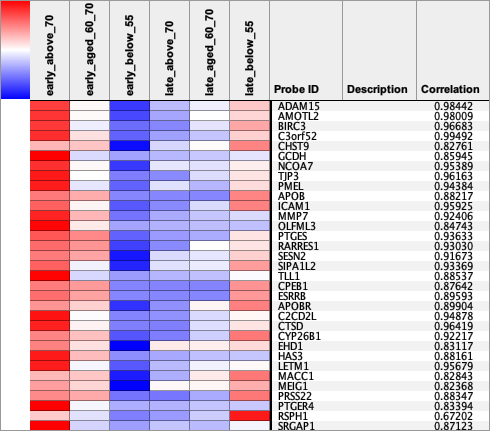 early_above_70
early_aged_60_70
early_below_55
late_above_70
late_aged_60_70
late_below_55
Probe ID Description Correlation
ADAM15 0.98442
AMOTL2 0.98009
BIRC3 0.96683
C3orf52 0.99492
CHST9 0.82761
GCDH 0.85945
NCOA7 0.95389
TJP3 0.96163
PMEL 0.94384
APOB 0.88217
ICAM1 0.95925
MMP7 0.92406
OLFML3 0.84743
PTGES 0.93633
RARRES1 0.93030
SESN2 0.91673
SIPA1L2 0.93369
TLL1 0.88537
CPEB1 0.87642
ESRRB 0.89593
APOBR 0.89904
C2CD2L 0.94878
CTSD 0.96419
CYP26B1 0.92217
EHD1 0.83117
HAS3 0.88161
LETM1 0.95679
MACC1 0.82843
MEIG1 0.82368
PRSS22 0.88347
PTGER4 0.83394
RSPH1 0.67202
SRGAP1 0.87123